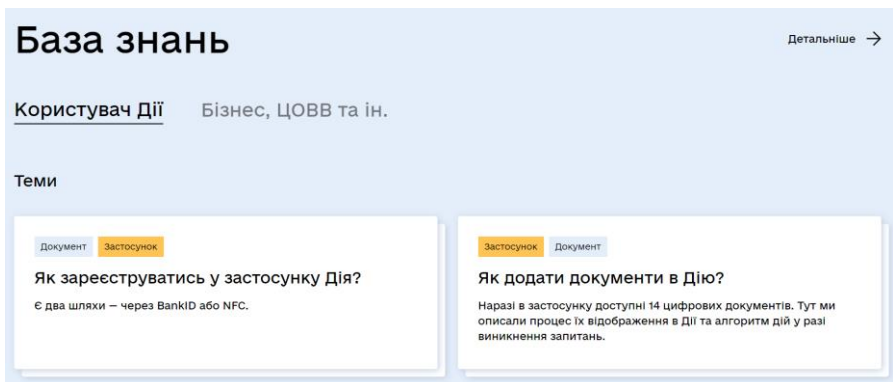 База знань
Детальніше
Користувач Дії
Бізнес, ЦОВВ та ін.
Теми
Документ Застосунок
Як зареєструватись у застосунку Дія?
Є два шляхи – через BankID або NFC.
Застосунок Документ
Як додати документи в Дію?
Наразі в застосунку доступні 14 цифрових документів. Тут ми
описали процес їх відображення в Дії та алгоритм дій у разі
виникнення запитань.